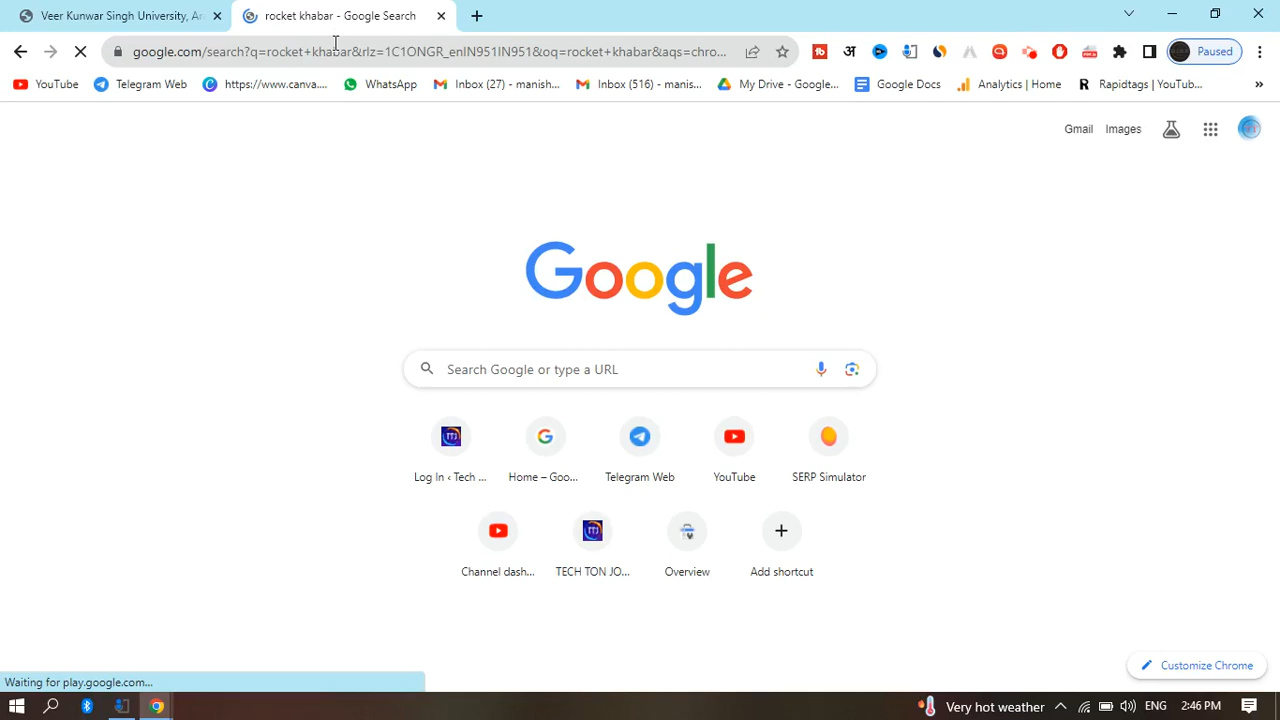 Veer Kunwar Singh University, Ar
rocket khabar - Google Search
google.com/search?q=rocket+khabar&rlz=1C1ONGR_enIN951IN951&oq=rocket+khabar&aqs=chro...
अ
Paused
YouTube
Telegram Web
https://www.canva....
WhatsApp
Inbox (27) - manish...
Inbox (516) - manis...
My Drive - Google...
Google Docs
Analytics | Home
Rapidtags | YouTub...
»
Gmail
Images
Google
Search Google or type a URL
Log In ‹ Tech ...
Home – Goo...
Telegram Web
YouTube
SERP Simulator
Channel dash...
TECH TON JO...
Overview
Add shortcut
Customize Chrome
Waiting for play.google.com...
Very hot weather
ENG
2:46 PM